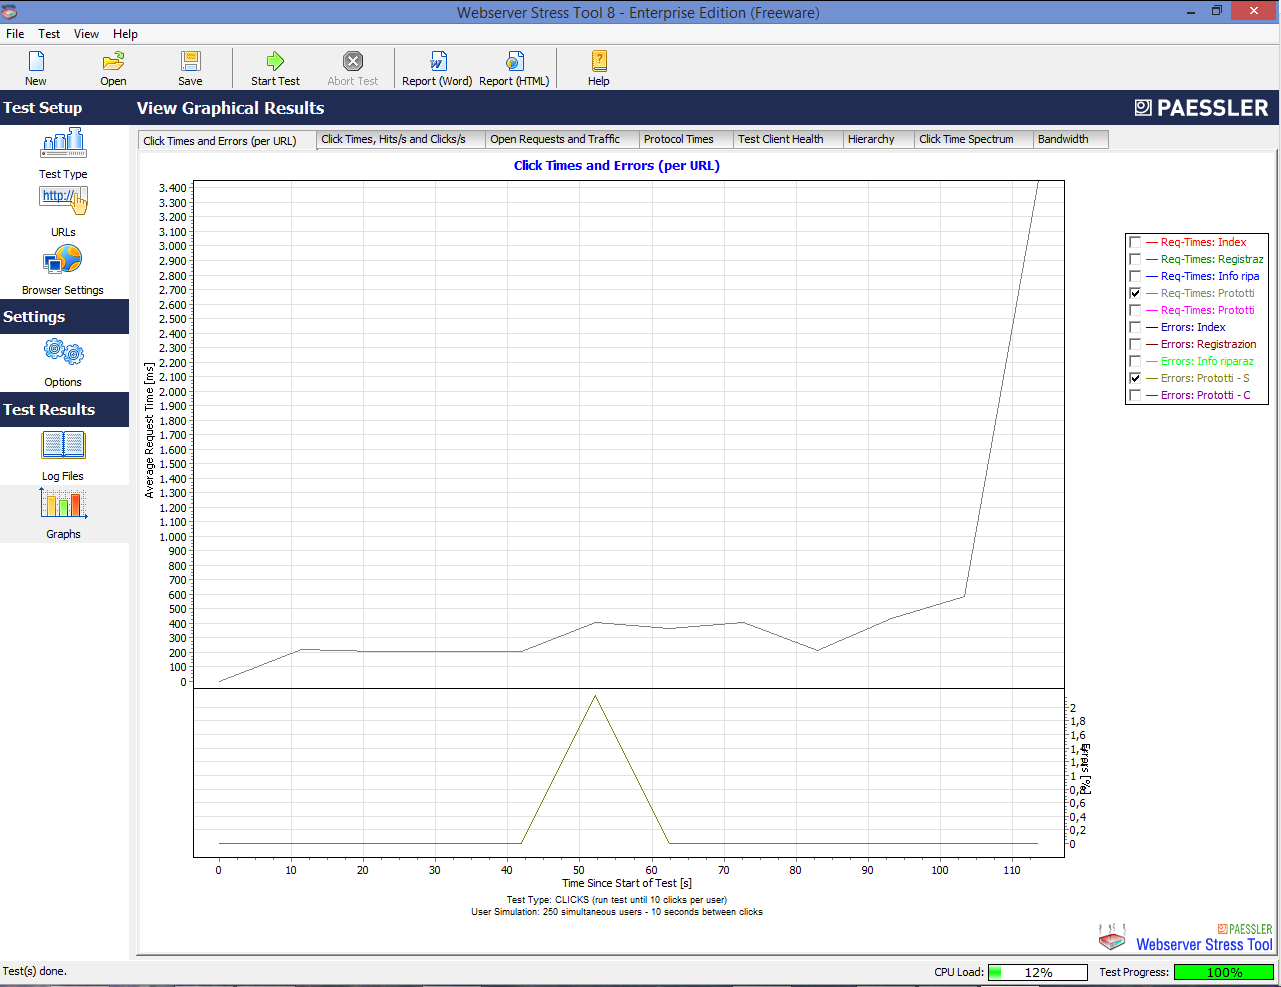 Webserver Stress Tool 8 - Enterprise Edition (Freeware)
File Test View Help
New Open Save Start Test Abort Test Report (Word) Report (HTML) Help
Test Setup
View Graphical Results
PAESSLER
Test Type
http://
URLs
Browser Settings
Settings
Options
Test Results
Log Files
Graphs
Click Times and Errors (per URL) Click Times, Hits/s and Clicks/s Open Requests and Traffic Protocol Times Test Client Health Hierarchy Click Time Spectrum Bandwidth
Click Times and Errors (per URL)
Average Request Time [ms]
3.400
3.300
3.200
3.100
3.000
2.900
2.800
2.700
2.600
2.500
2.400
2.300
2.200
2.100
2.000
1.900
1.800
1.700
1.600
1.500
1.400
1.300
1.200
1.100
1.000
900
800
700
600
500
400
300
200
100
0
2
1,8
1,6
1,4
1,2
1
0,8
0,6
0,4
0,2
0
Errors [%]
0 10 20 30 40 50 60 70 80 90 100 110
Time Since Start of Test [s]
Test Type: CLICKS (run test until 10 clicks per user)
User Simulation: 250 simultaneous users - 10 seconds between clicks
Req-Times: Index
Req-Times: Registraz
Req-Times: Info ripa
Req-Times: Prototti
Req-Times: Prototti
Errors: Index
Errors: Registrazion
Errors: Info riparaz
Errors: Prototti - S
Errors: Prototti - C
PAESSLER
Webserver Stress Tool
Test(s) done.
CPU Load: 12% Test Progress: 100%